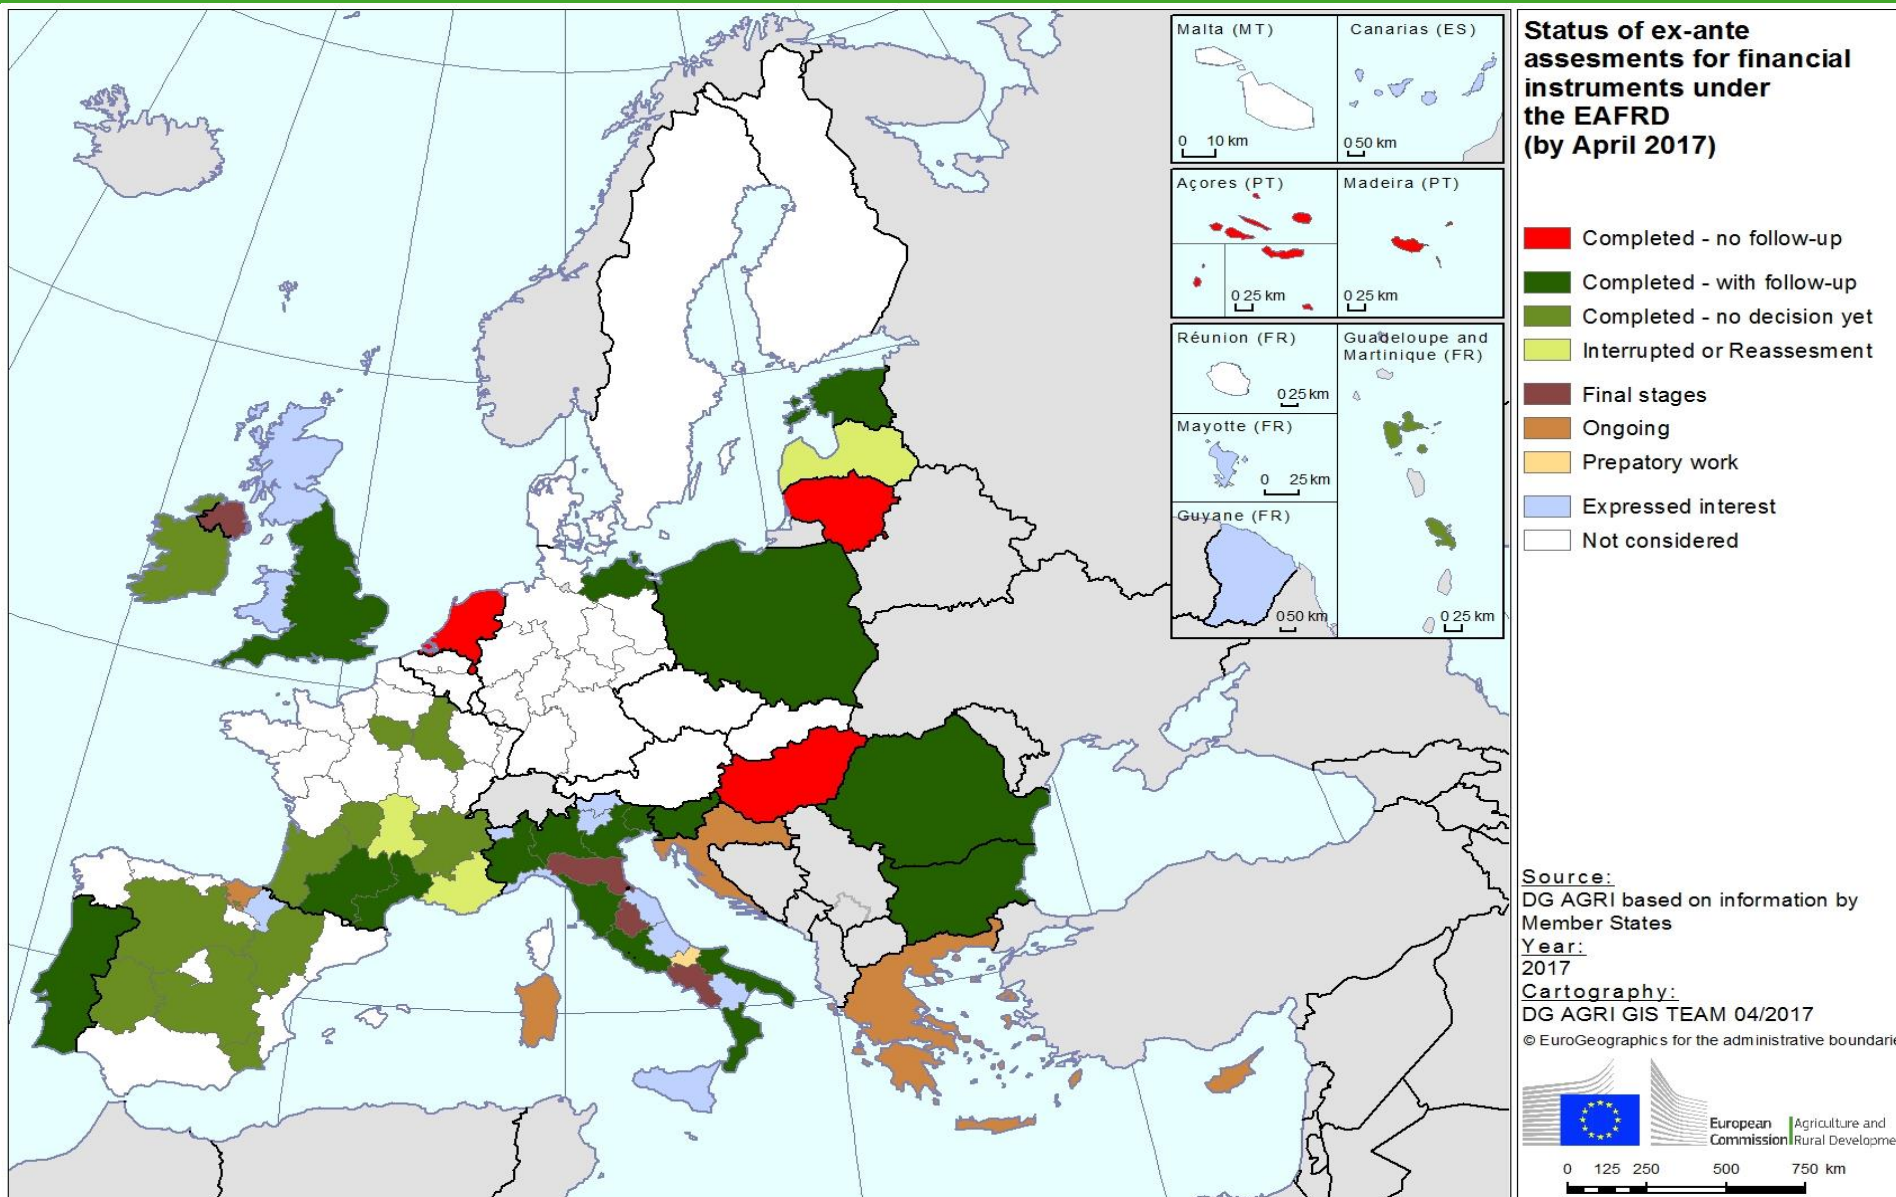 Malta (MT)
0 10 km
Canarias (ES)
0 50 km
Açores (PT)
0 25 km
Madeira (PT)
0 25 km
Réunion (FR)
0 25 km
Mayotte (FR)
0 25 km
Guyane (FR)
0 50 km
Guadeloupe and
Martinique (FR)
0 25 km
Status of ex-ante
assesments for financial
instruments under
the EAFRD
(by April 2017)
Completed - no follow-up
Completed - with follow-up
Completed - no decision yet
Interrupted or Reassesment
Final stages
Ongoing
Prepatory work
Expressed interest
Not considered
Source:
DG AGRI based on information by
Member States
Year:
2017
Cartography:
DG AGRI GIS TEAM 04/2017
© EuroGeographics for the administrative boundarie
European
Commission
Agriculture and
Rural Developme
0 125 250 500 750 km